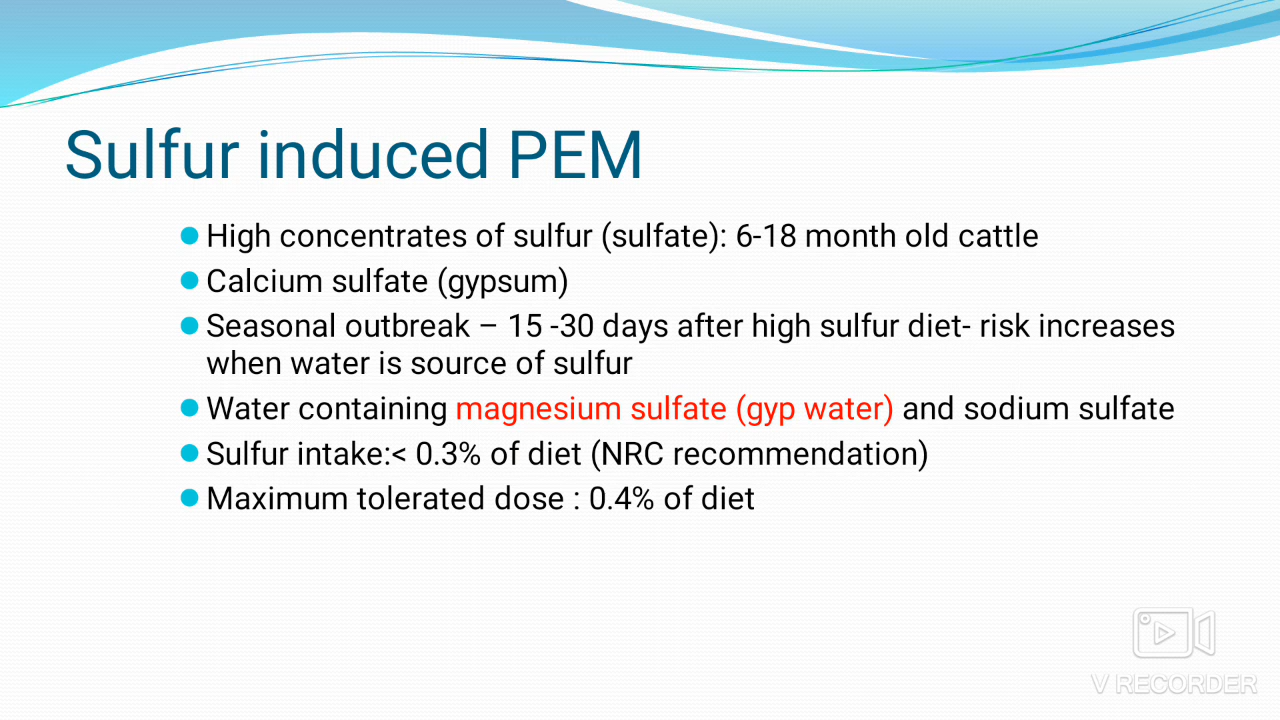 Sulfur induced PEM
High concentrates of sulfur (sulfate): 6-18 month old cattle
Calcium sulfate (gypsum)
Seasonal outbreak – 15 -30 days after high sulfur diet- risk increases
when water is source of sulfur
Water containing magnesium sulfate (gyp water) and sodium sulfate
Sulfur intake:< 0.3% of diet (NRC recommendation)
Maximum tolerated dose : 0.4% of diet
V RECORDER